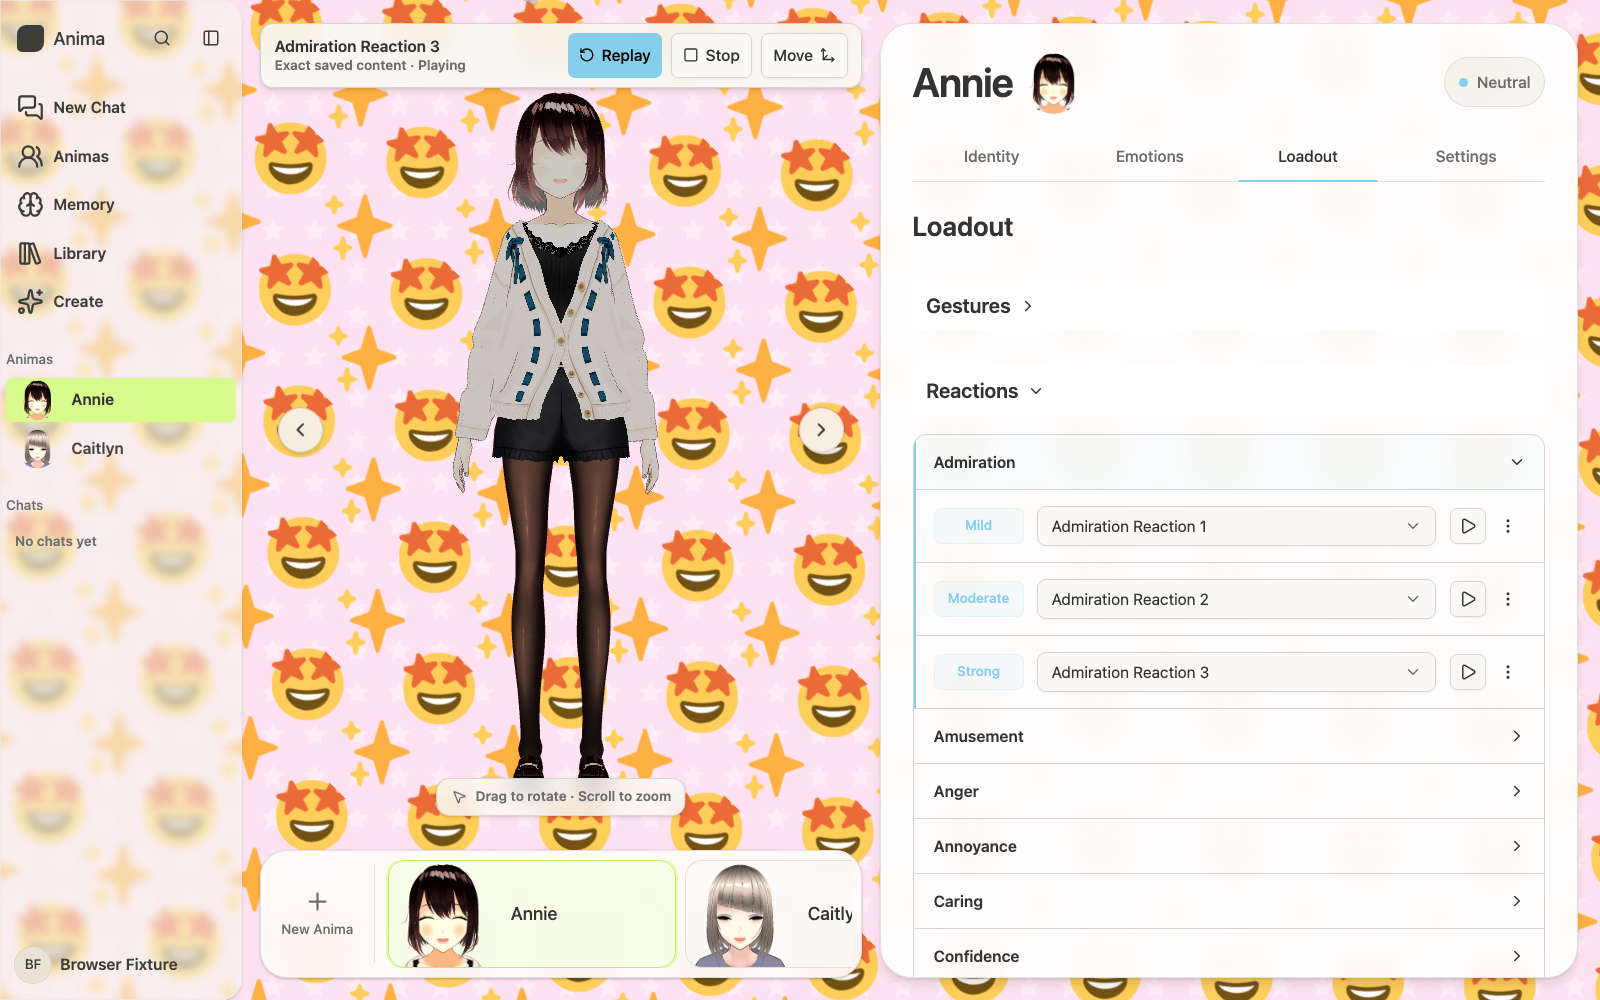 Anima
New Chat
Animas
Memory
Library
Create
Animas
Annie
Caitlyn
Chats
No chats yet
BF
Browser Fixture
Admiration Reaction 3
Exact saved content · Playing
Replay
Stop
Move
Drag to rotate · Scroll to zoom
New Anima
Annie
Caitly
Annie
Neutral
Identity
Emotions
Loadout
Settings
Loadout
Gestures
Reactions
Admiration
Mild
Admiration Reaction 1
Moderate
Admiration Reaction 2
Strong
Admiration Reaction 3
Amusement
Anger
Annoyance
Caring
Confidence